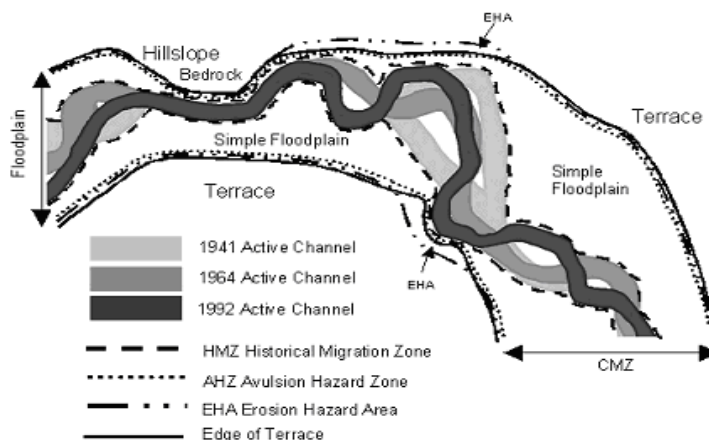 EHA
Hillslope
Bedrock
Floodplain
Simple Floodplain
Terrace
Terrace
Simple
Floodplain
EHA
CMZ
1941 Active Channel
1964 Active Channel
1992 Active Channel
HMZ Historical Migration Zone
AHZ Avulsion Hazard Zone
EHA Erosion Hazard Area
Edge of Terrace